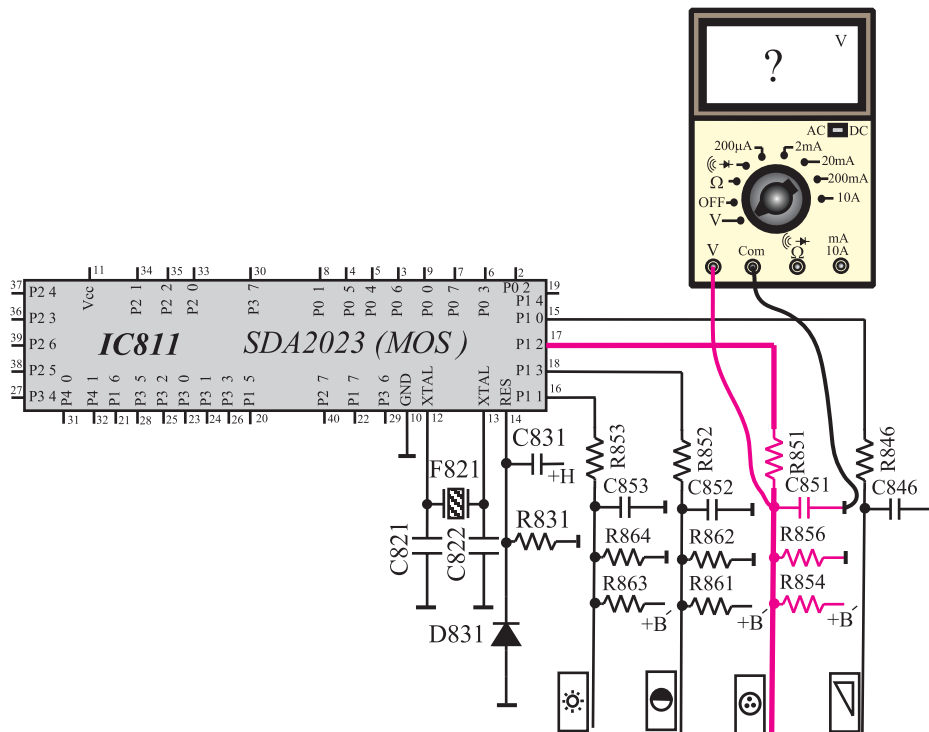 V
?
AC DC
200µA 2mA
20mA
Ω 200mA
OFF 10A
V
V Com Ω mA
10A
11 34 35 33 30 8 4 5 3 9 7 6 2
37 P2 4 Vcc P2 1 P2 2 P2 0 P3 7 P0 1 P0 5 P0 4 P0 6 P0 0 P0 7 P0 3 P0 2
P1 4 19
36 P2 3 P1 0 15
39 P2 6 IC811 SDA2023 (MOS) P1 2 17
38 P2 5 P1 3 18
27 P3 4 P4 0 P4 1 P1 6 P3 5 P3 2 P3 0 P3 1 P3 3 P1 5 P2 7 P1 7 P3 6 GND XTAL XTAL RES P1 1 16
31 32 21 28 25 23 24 26 20 40 22 29 10 12 13 14
C831 R853 R852 R851 R846
+H
F821
C853 C852 C851 C846
C821 C822 R831
R864 R862 R856
R863 R861 R854
+B´ +B´ +B´
D831